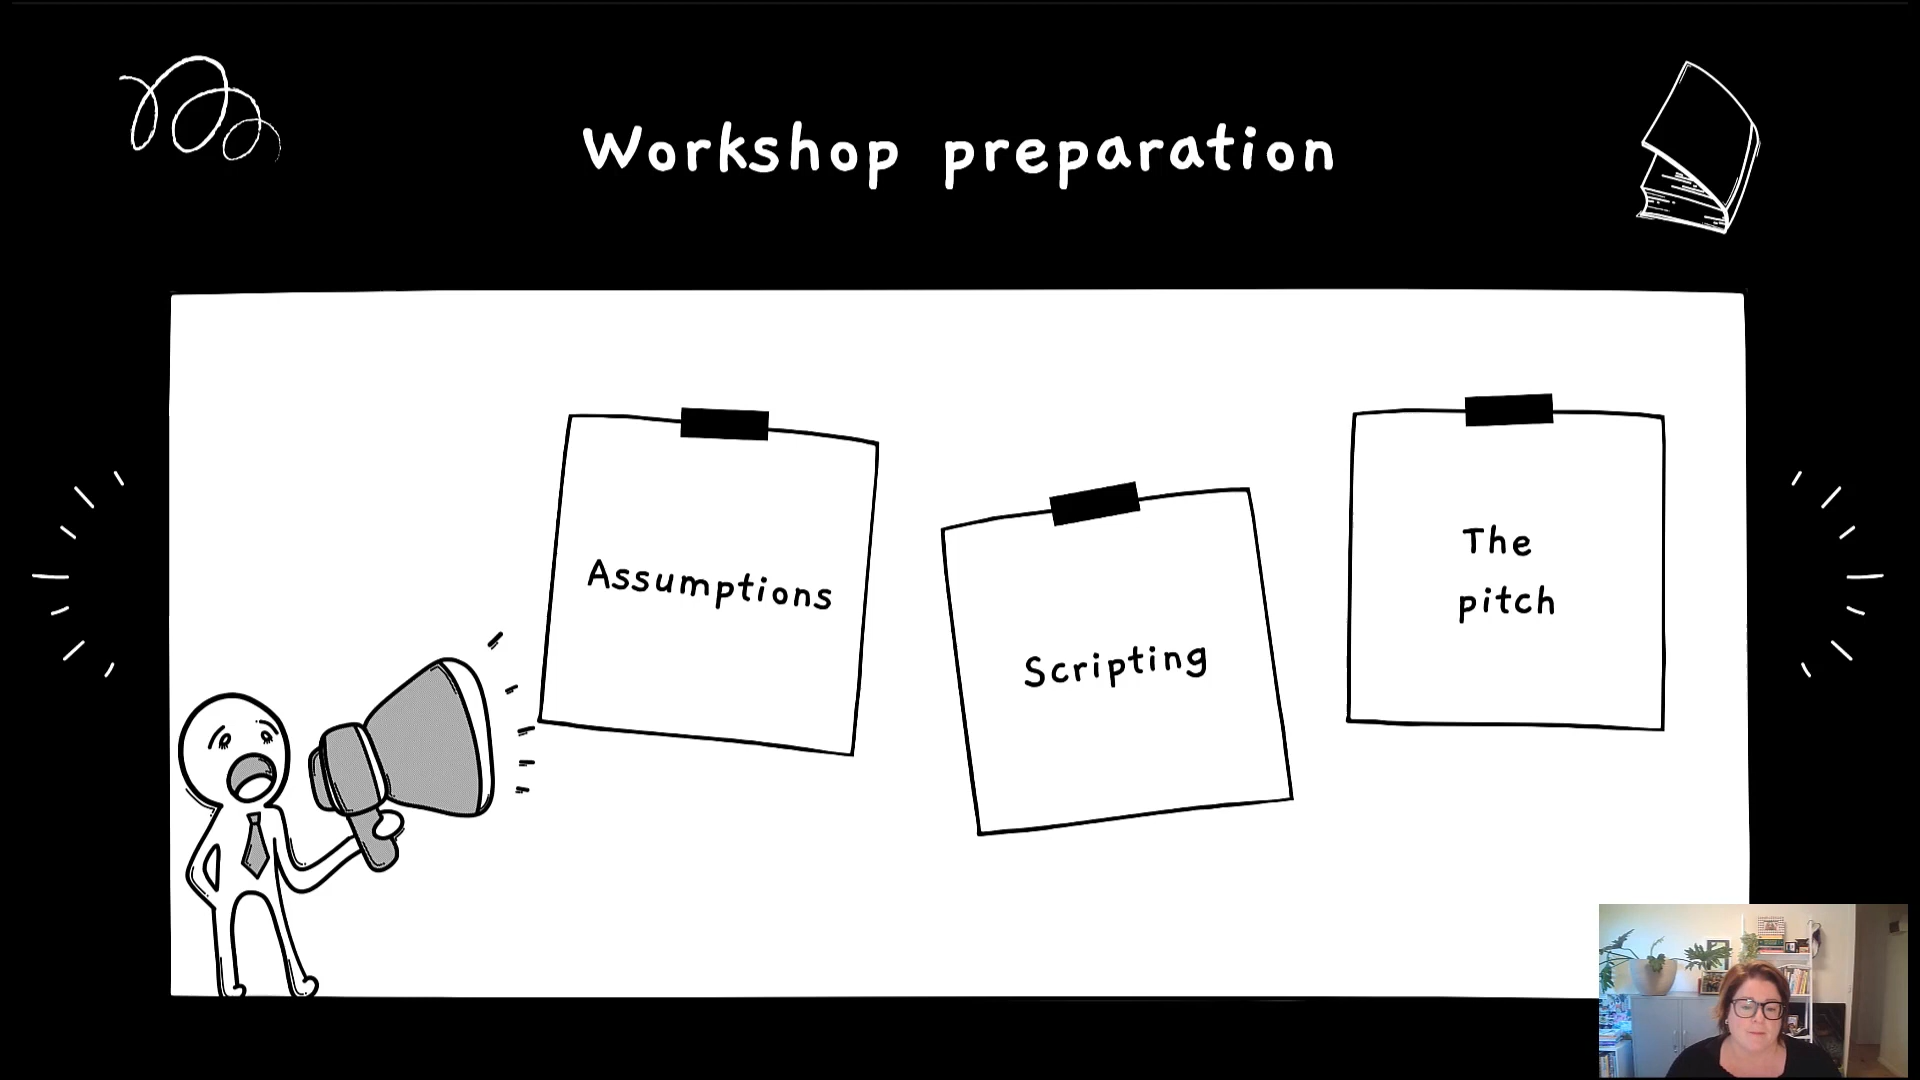 Workshop preparation
Assumptions
Scripting
The
pitch